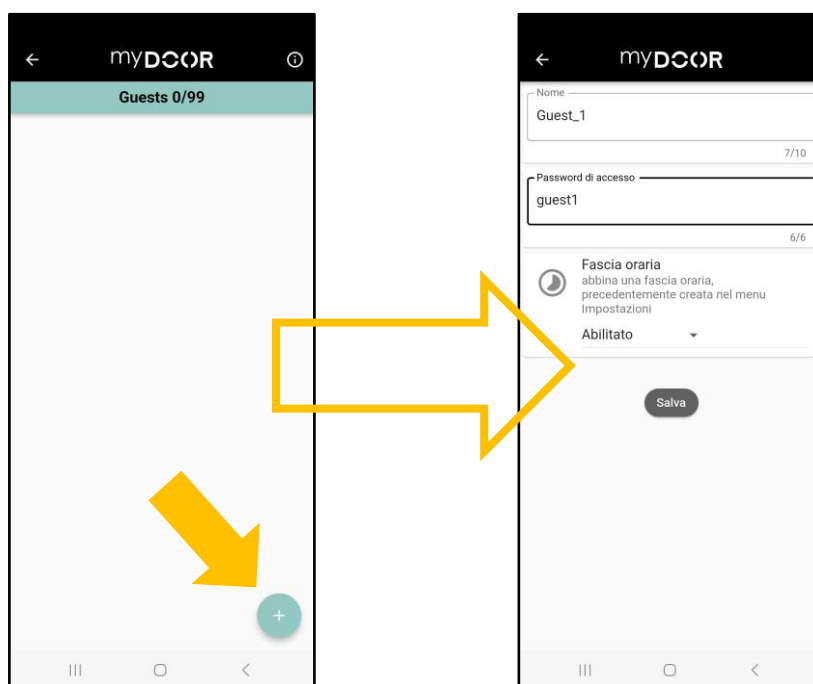 myDOOR
Guests 0/99
+
myDOOR
Nome
Guest_1
7/10
Password di accesso
guest1
6/6
Fascia oraria
abbina una fascia oraria,
precedentemente creata nel menu
Impostazioni
Abilitato
Salva